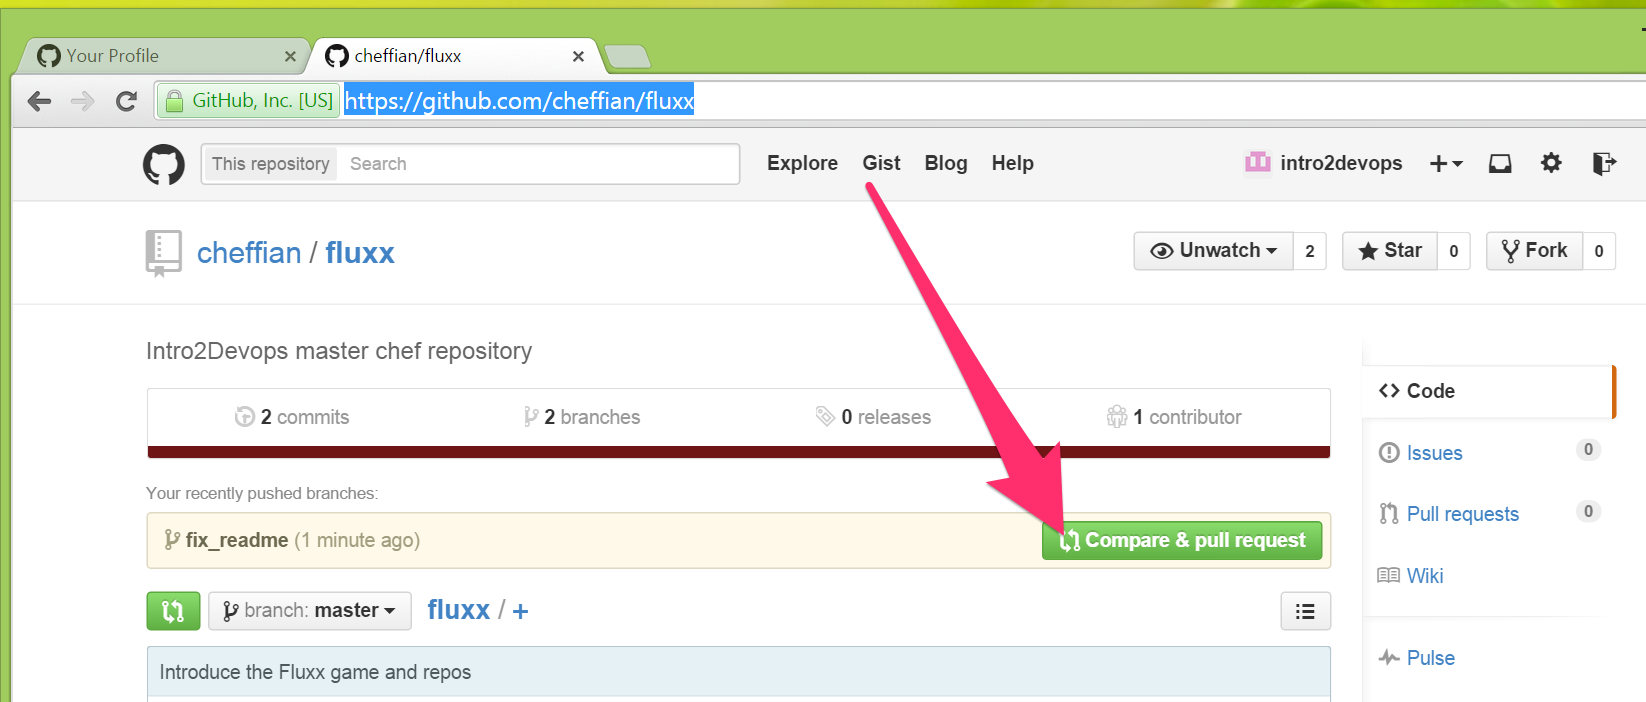 Your Profile
cheffian/fluxx
GitHub, Inc. [US] https://github.com/cheffian/fluxx
This repository Search Explore Gist Blog Help intro2devops
cheffian / fluxx Unwatch 2 Star 0 Fork 0
Intro2Devops master chef repository
2 commits 2 branches 0 releases 1 contributor
Your recently pushed branches:
fix_readme (1 minute ago) Compare & pull request
branch: master fluxx / +
Introduce the Fluxx game and repos
Code
Issues 0
Pull requests 0
Wiki
Pulse